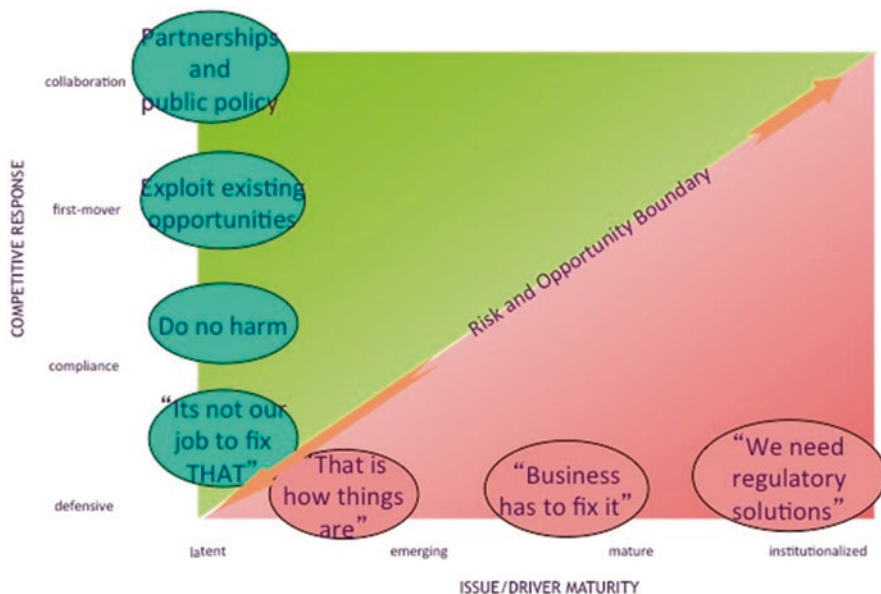 Partnerships
and
public policy
collaboration
Exploit existing
opportunities
first-mover
Do no harm
compliance
“Its not our
job to fix
THAT”
defensive
COMPETITIVE RESPONSE
Risk and Opportunity Boundary
“That is
how things
are”
“Business
has to fix it”
“We need
regulatory
solutions”
latent
emerging
mature
institutionalized
ISSUE/DRIVER MATURITY